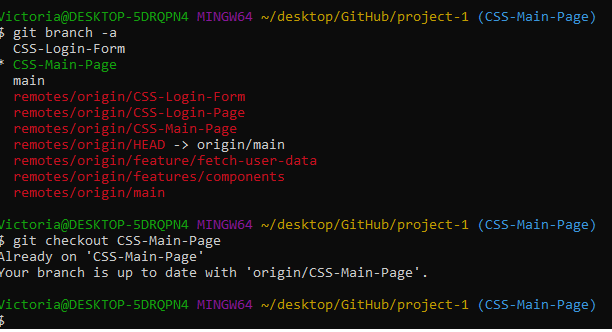 Victoria@DESKTOP-5DRQPN4 MINGW64 ~/desktop/GitHub/project-1 (CSS-Main-Page)
$ git branch -a
  CSS-Login-Form
* CSS-Main-Page
  main
  remotes/origin/CSS-Login-Form
  remotes/origin/CSS-Login-Page
  remotes/origin/CSS-Main-Page
  remotes/origin/HEAD -> origin/main
  remotes/origin/feature/fetch-user-data
  remotes/origin/features/components
  remotes/origin/main

Victoria@DESKTOP-5DRQPN4 MINGW64 ~/desktop/GitHub/project-1 (CSS-Main-Page)
$ git checkout CSS-Main-Page
Already on 'CSS-Main-Page'
Your branch is up to date with 'origin/CSS-Main-Page'.

Victoria@DESKTOP-5DRQPN4 MINGW64 ~/desktop/GitHub/project-1 (CSS-Main-Page)
$